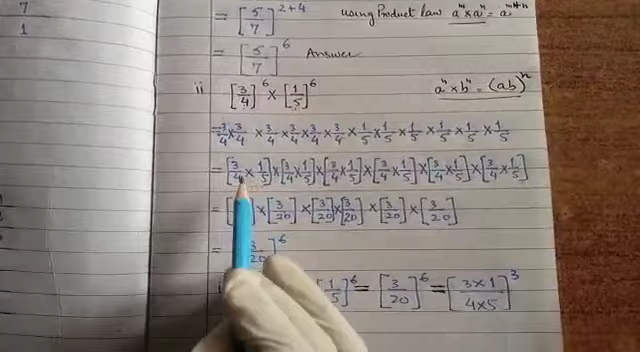 7
1
= [5/7]^2+4 using Product law a^m × a^n = a^m+n
= [5/7]^6 Answer
ii [3/4]^6 × [1/5]^6 a^n × b^n = (ab)^n
= 3/4 × 3/4 × 3/4 × 3/4 × 3/4 × 3/4 × 1/5 × 1/5 × 1/5 × 1/5 × 1/5 × 1/5
= [3/4 × 1/5] × [3/4 × 1/5] × [3/4 × 1/5] × [3/4 × 1/5] × [3/4 × 1/5] × [3/4 × 1/5]
= [ ] × [3/20] × [3/20] × [3/20] × [3/20] × [3/20]
= 3/20]^6
[1/5]^6 = [3/20]^6 = [3×1/4×5]^3